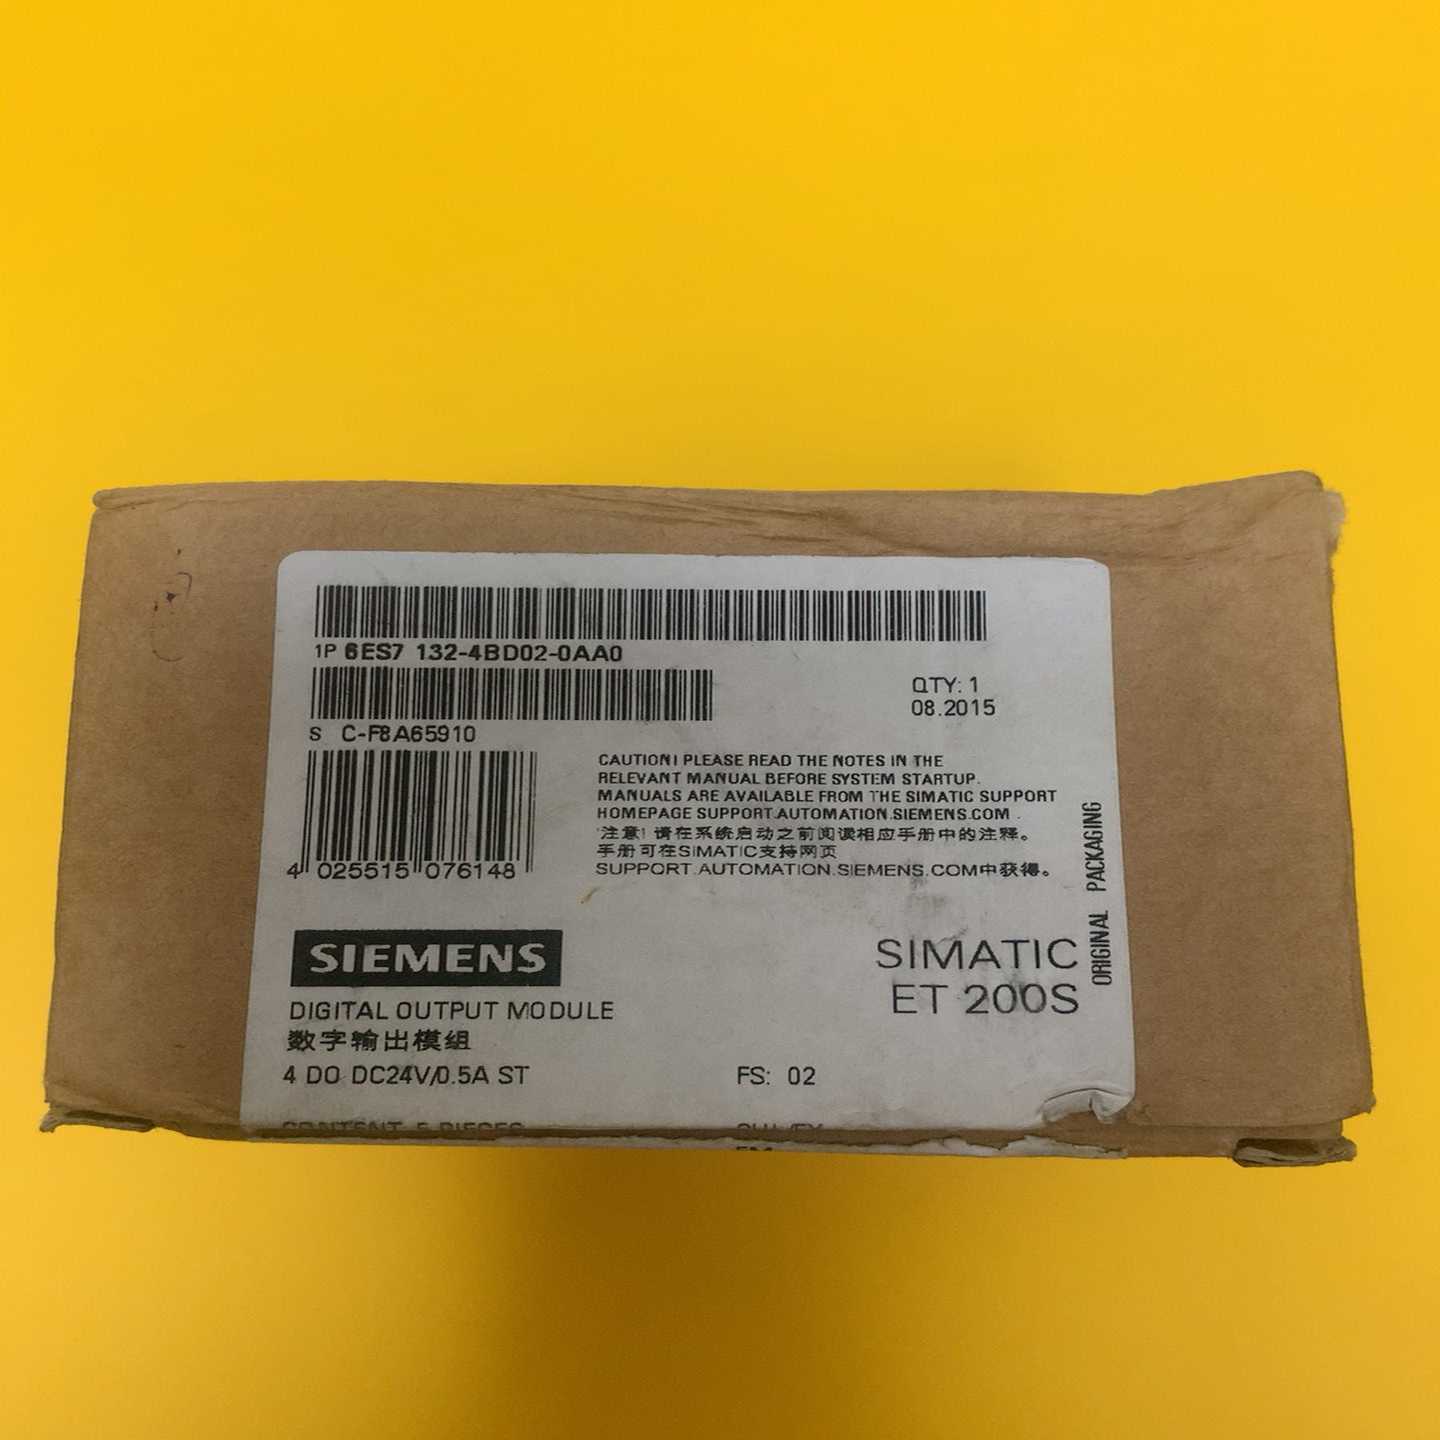 1P 6ES7 132-4BD02-0AA0
QTY: 1
08.2015
S C-F8A65910
CAUTION! PLEASE READ THE NOTES IN THE
RELEVANT MANUAL BEFORE SYSTEM STARTUP.
MANUALS ARE AVAILABLE FROM THE SIMATIC SUPPORT
HOMEPAGE SUPPORT.AUTOMATION.SIEMENS.COM .
注意! 请在系统启动之前阅读相应手册中的注释。
手册可在SIMATIC支持网页
SUPPORT.AUTOMATION.SIEMENS.COM中获得。
4 025515 076148
ORIGINAL PACKAGING
SIEMENS
SIMATIC
ET 200S
DIGITAL OUTPUT MODULE
数字输出模组
4 DO DC24V/0.5A ST
FS: 02
CONTENT 5 PIECES